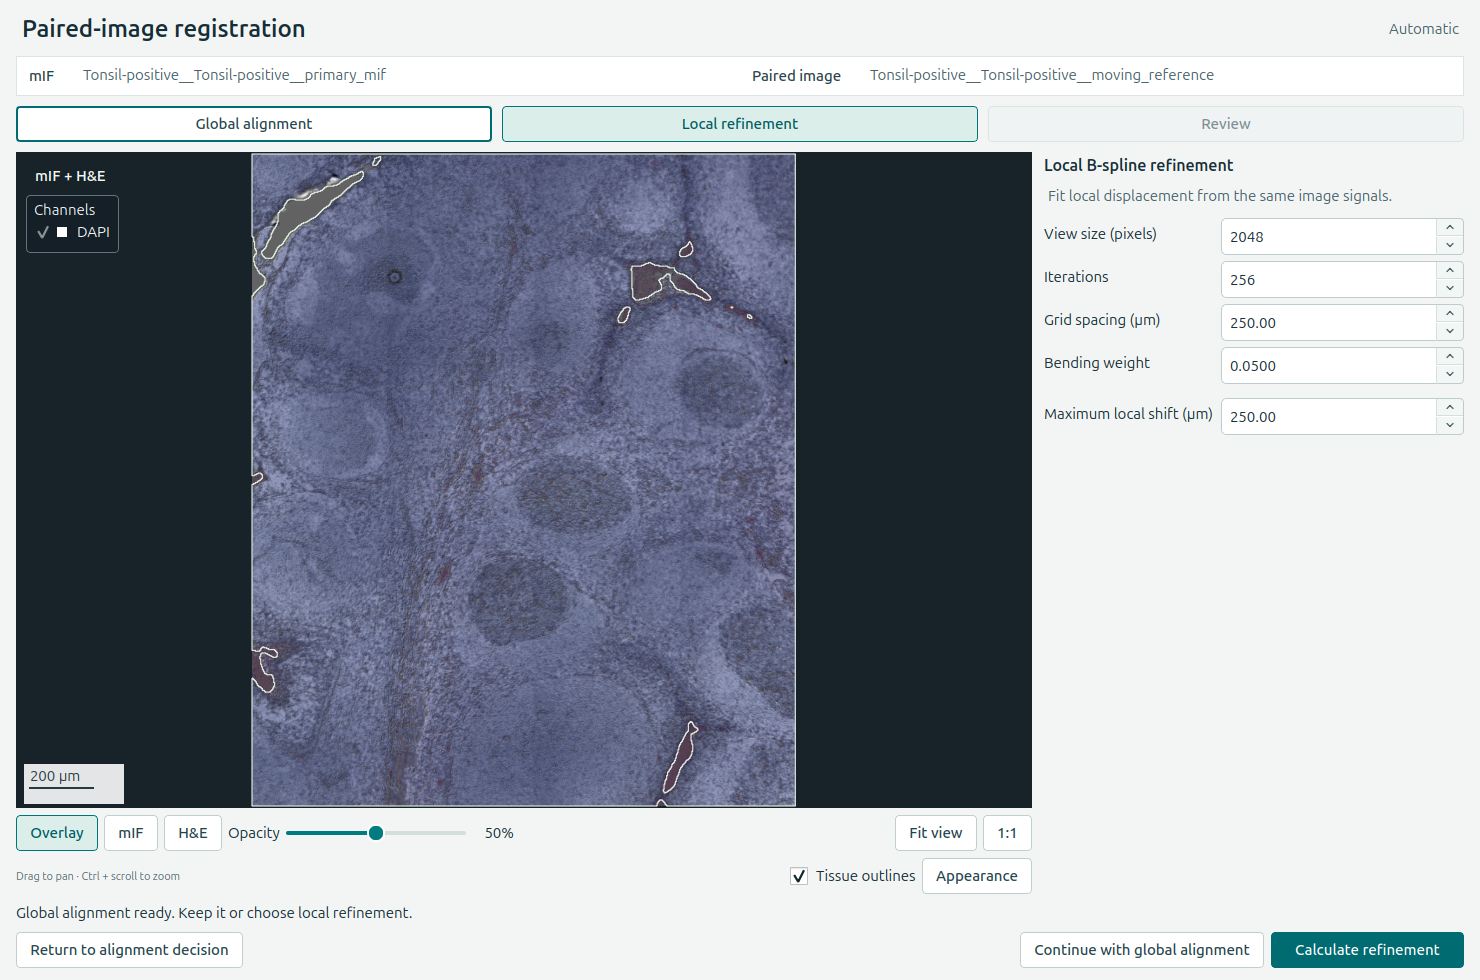 Paired-image registration
Automatic
mIF Tonsil-positive__Tonsil-positive__primary_mif Paired image Tonsil-positive__Tonsil-positive__moving_reference
Global alignment Local refinement Review
mIF + H&E
Channels
DAPI
200 µm
Local B-spline refinement
Fit local displacement from the same image signals.
View size (pixels) 2048
Iterations 256
Grid spacing (µm) 250.00
Bending weight 0.0500
Maximum local shift (µm) 250.00
Overlay mIF H&E Opacity 50% Fit view 1:1
Drag to pan · Ctrl + scroll to zoom
Tissue outlines Appearance
Global alignment ready. Keep it or choose local refinement.
Return to alignment decision Continue with global alignment Calculate refinement